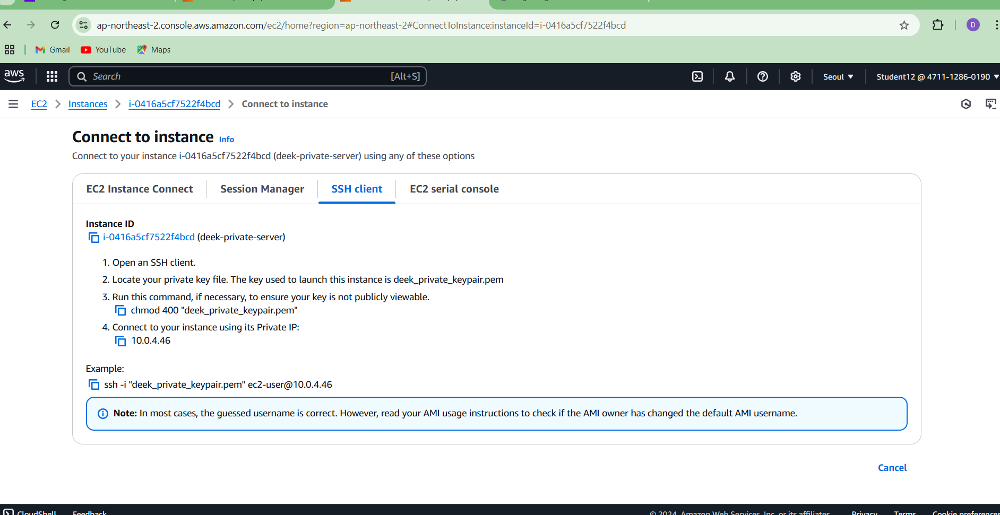 ap-northeast-2.console.aws.amazon.com/ec2/home?region=ap-northeast-2#ConnectToInstance:instanceId=i-0416a5cf7522f4bcd
D
Gmail YouTube Maps
aws Search [Alt+S] Seoul Student12 @ 4711-1286-0190
EC2 Instances i-0416a5cf7522f4bcd Connect to instance
Connect to instance Info
Connect to your instance i-0416a5cf7522f4bcd (deek-private-server) using any of these options
EC2 Instance Connect Session Manager SSH client EC2 serial console
Instance ID
i-0416a5cf7522f4bcd (deek-private-server)
1. Open an SSH client.
2. Locate your private key file. The key used to launch this instance is deek_private_keypair.pem
3. Run this command, if necessary, to ensure your key is not publicly viewable.
chmod 400 "deek_private_keypair.pem"
4. Connect to your instance using its Private IP:
10.0.4.46
Example:
ssh -i "deek_private_keypair.pem" ec2-user@10.0.4.46
Note: In most cases, the guessed username is correct. However, read your AMI usage instructions to check if the AMI owner has changed the default AMI username.
Cancel
CloudShell Feedback © 2024, Amazon Web Services, Inc. or its affiliates. Privacy Terms Cookie preferences